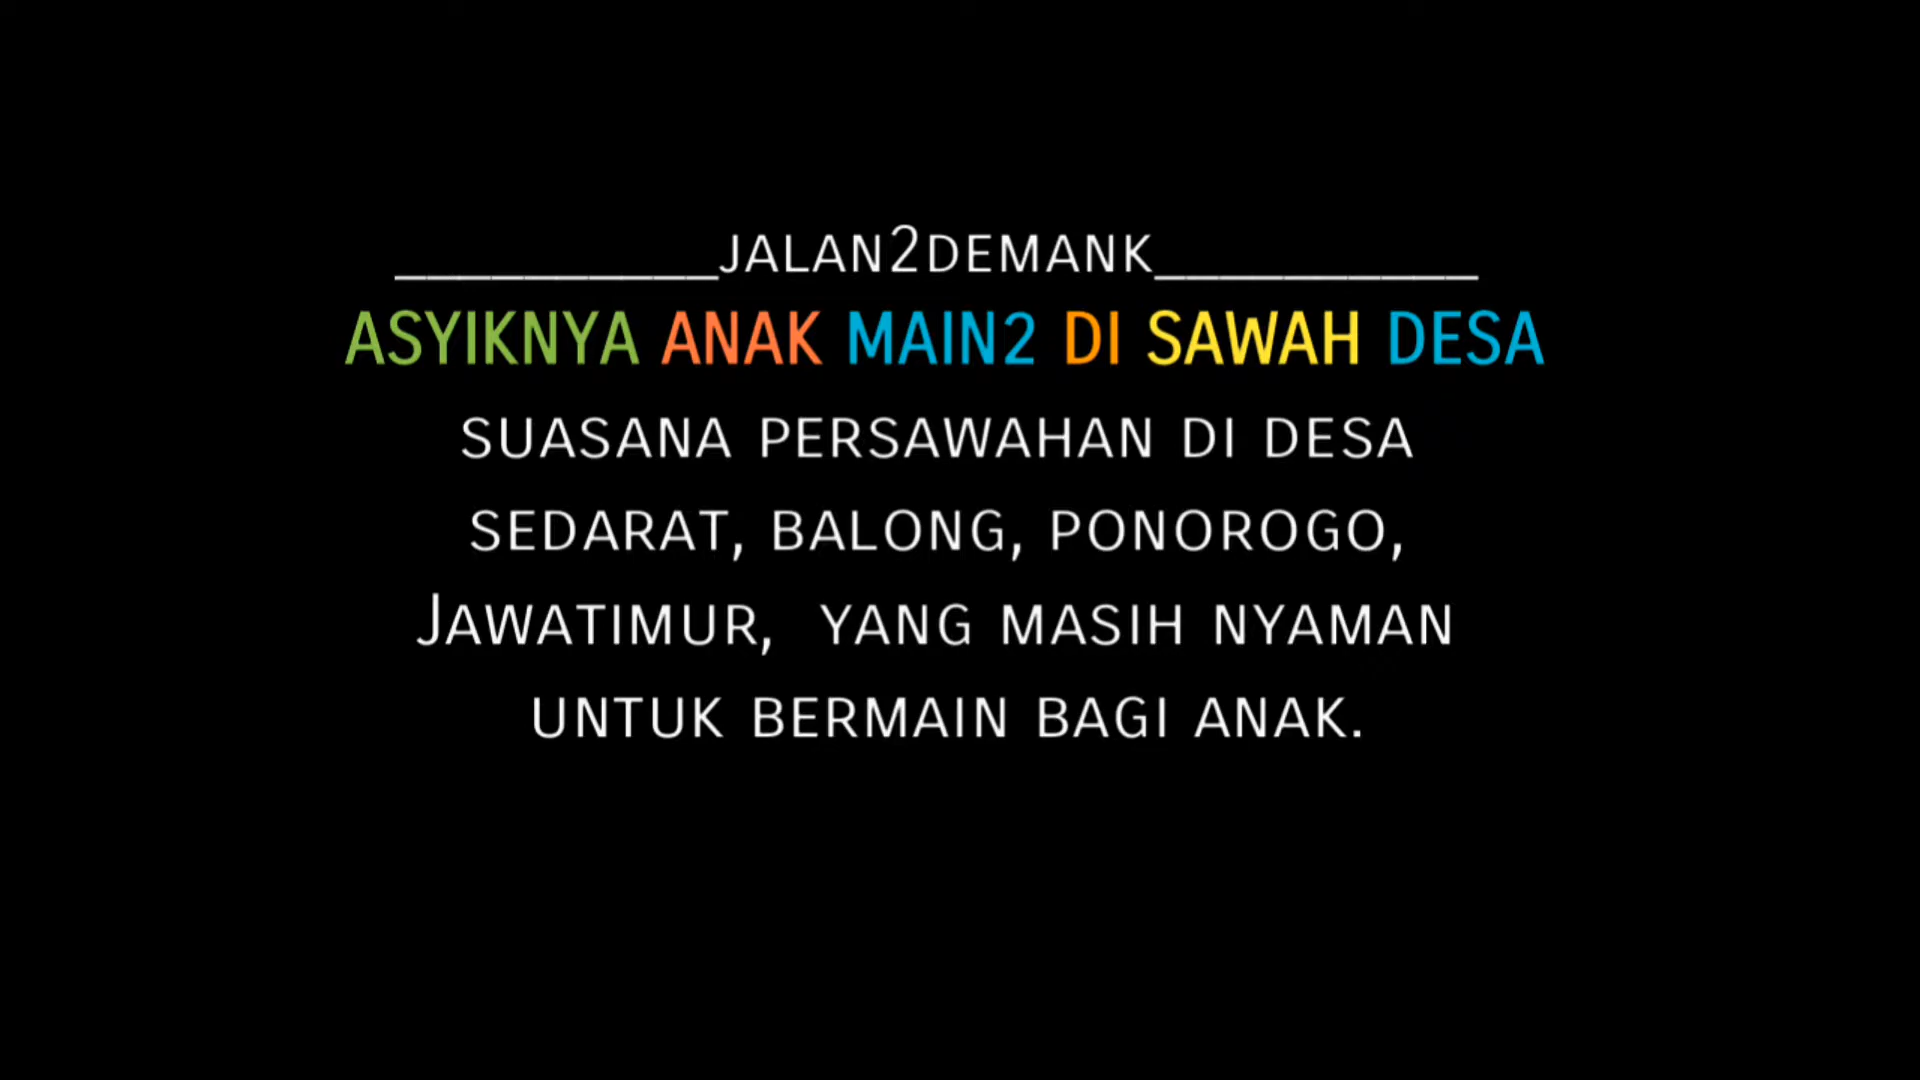 __________JALAN2DEMANK__________
ASYIKNYA ANAK MAIN2 DI SAWAH DESA
SUASANA PERSAWAHAN DI DESA
SEDARAT, BALONG, PONOROGO,
JAWATIMUR, YANG MASIH NYAMAN
UNTUK BERMAIN BAGI ANAK.